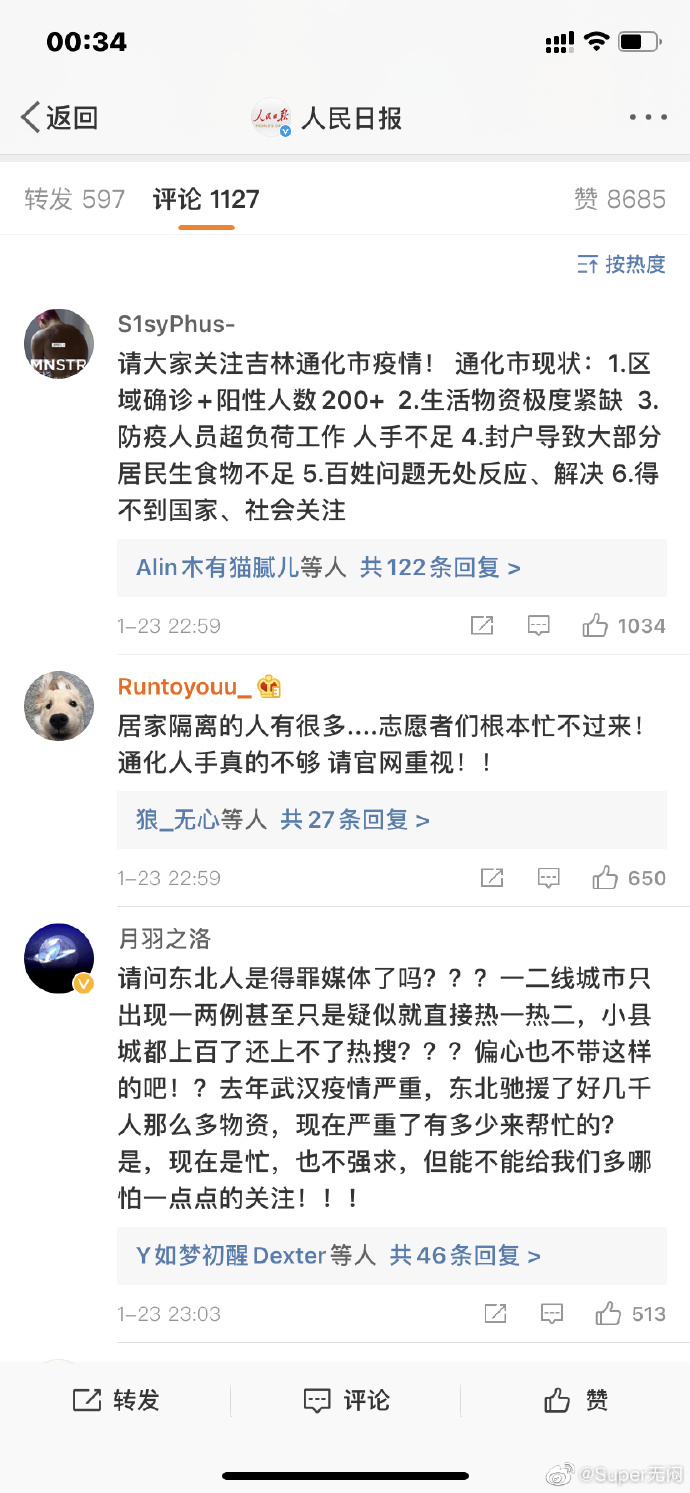 00:34
返回
人民日报
转发 597 评论 1127 赞 8685
按热度
MNSTR
S1syPhus-
请大家关注吉林通化市疫情！ 通化市现状：1.区
域确诊+阳性人数200+ 2.生活物资极度紧缺 3.
防疫人员超负荷工作 人手不足 4.封户导致大部分
居民生食物不足 5.百姓问题无处反应、解决 6.得
不到国家、社会关注
Alin木有猫腻儿等人 共122条回复 >
1-23 22:59
1034
Runtoyouu_
居家隔离的人有很多....志愿者们根本忙不过来！
通化人手真的不够 请官网重视！！
狼_无心等人 共27条回复 >
1-23 22:59
650
月羽之洛
请问东北人是得罪媒体了吗？？？一二线城市只
出现一两例甚至只是疑似就直接热一热二，小县
城都上百了还上不了热搜？？？偏心也不带这样
的吧！？去年武汉疫情严重，东北驰援了好几千
人那么多物资，现在严重了有多少来帮忙的？
是，现在是忙，也不强求，但能不能给我们多哪
怕一点点的关注！！！
Y如梦初醒Dexter等人 共46条回复 >
1-23 23:03
513
转发 评论 赞
@Super无闷